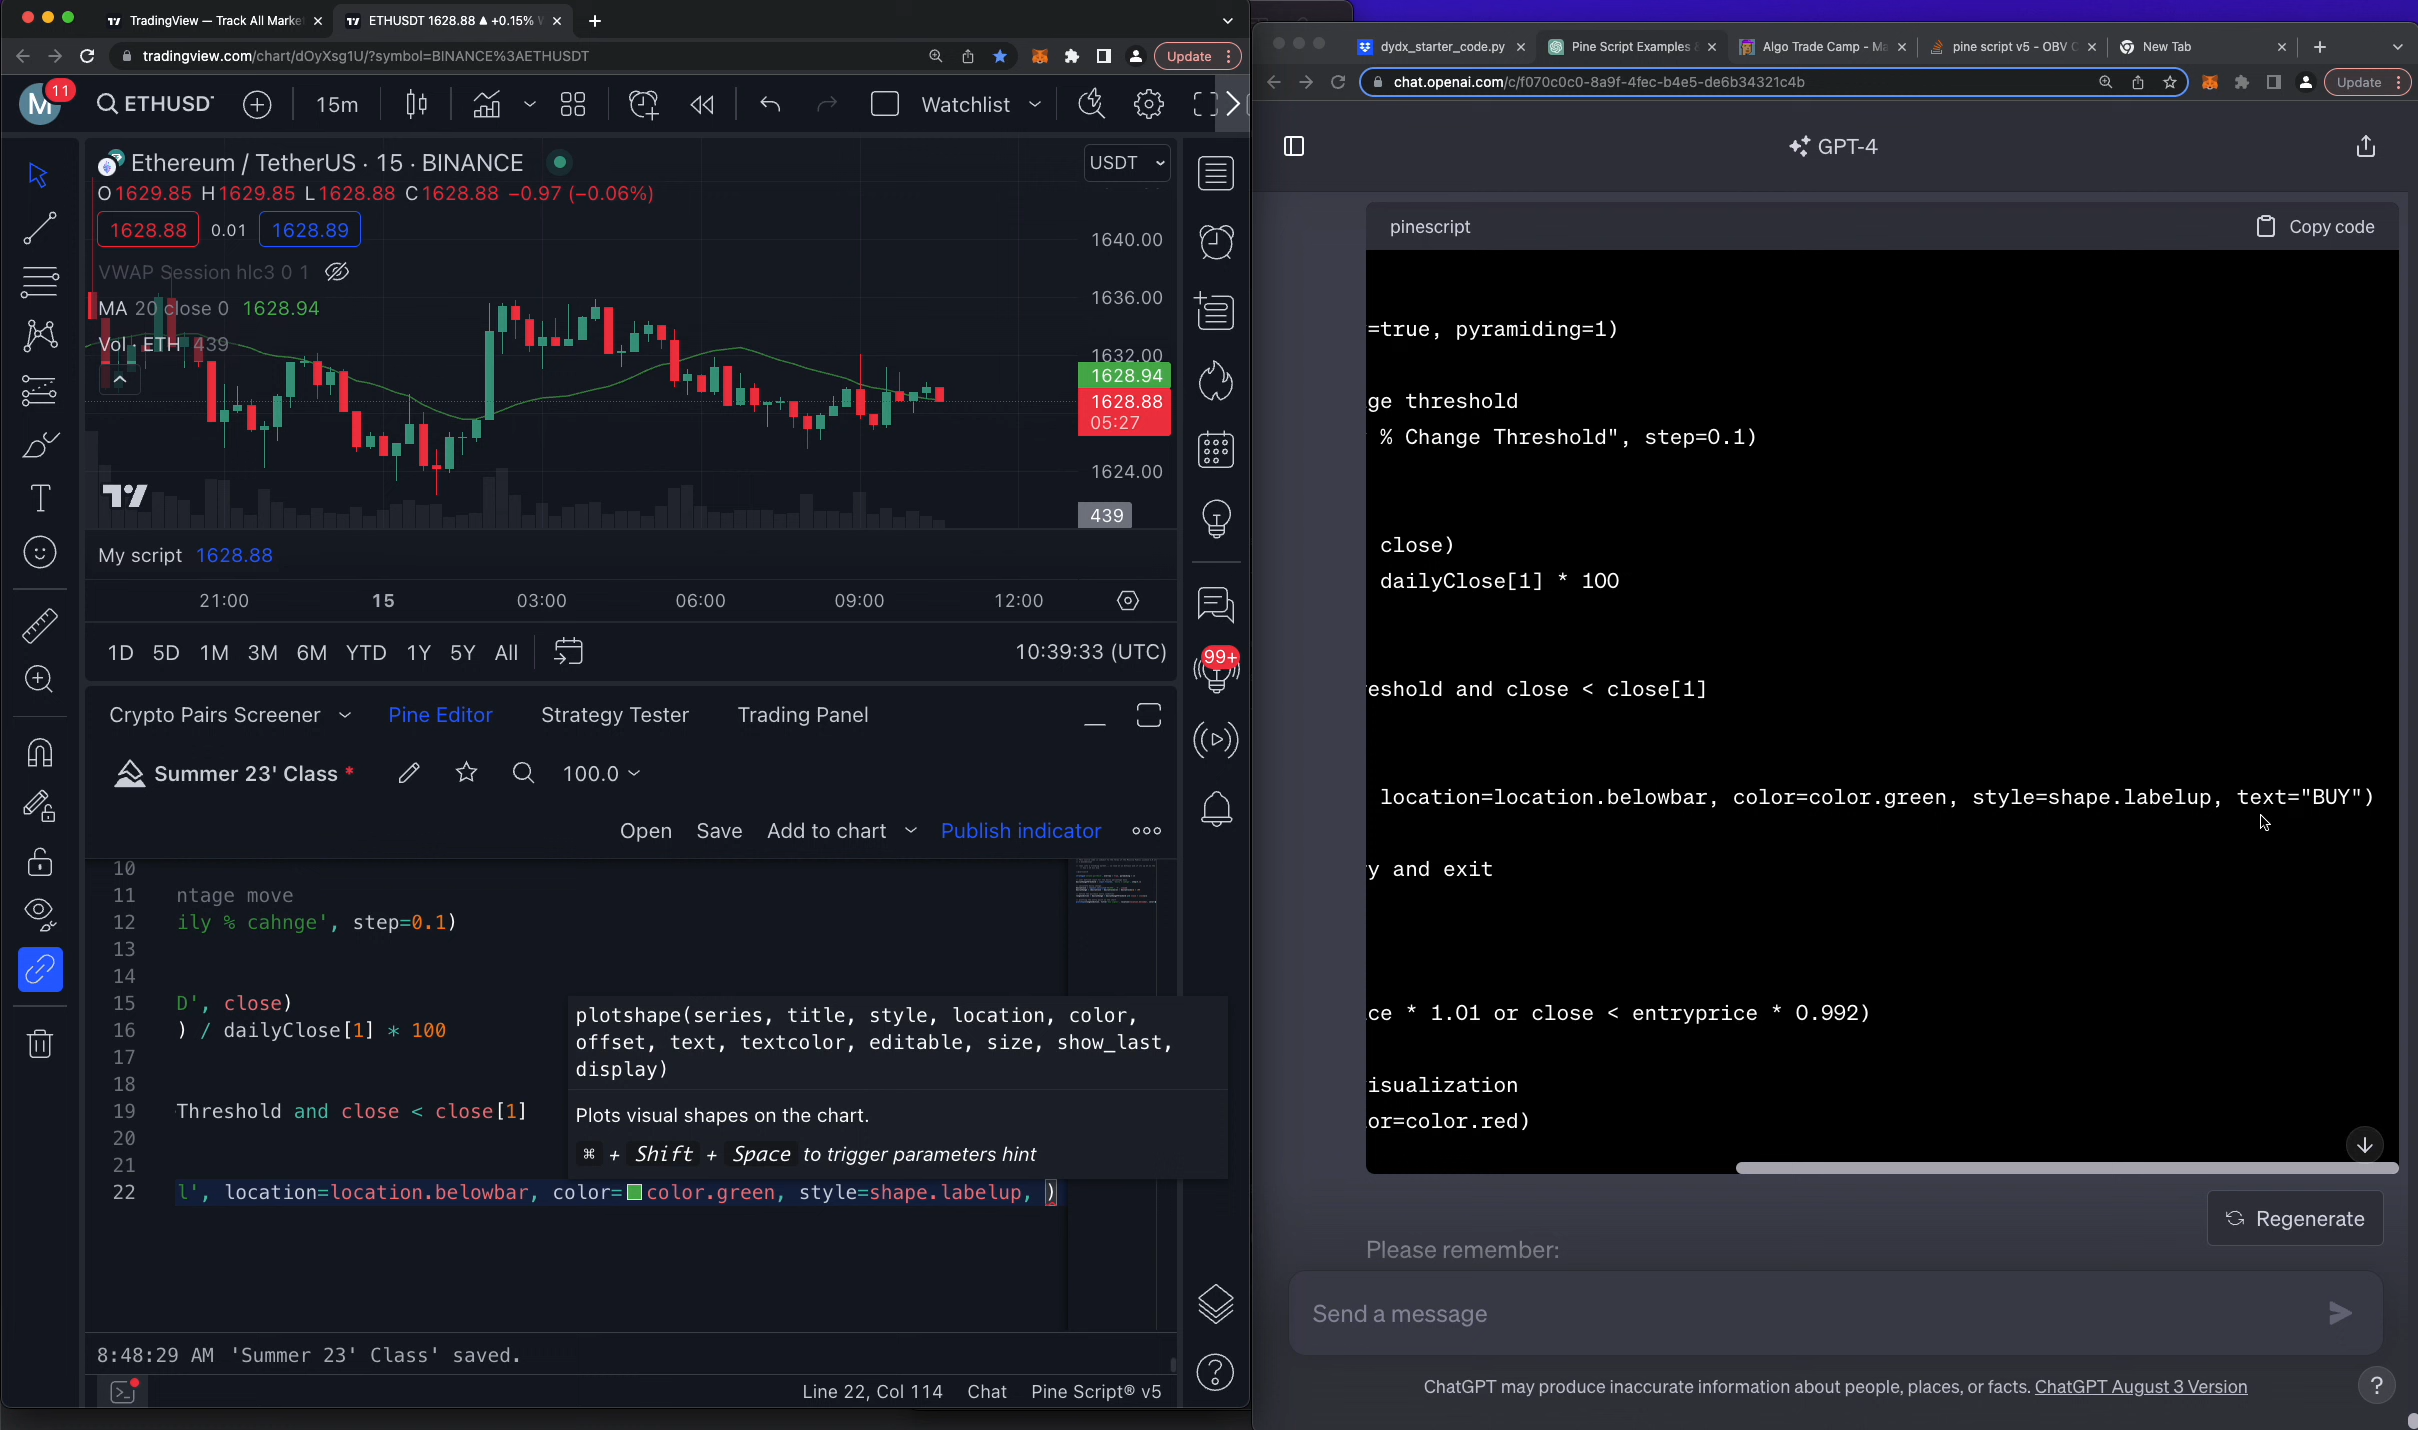 TradingView — Track All Marke
ETHUSDT 1628.88 ▲ +0.15%
tradingview.com/chart/dOyXsg1U/?symbol=BINANCE%3AETHUSDT
Update
M
11
ETHUSD
15m
Watchlist
Ethereum / TetherUS · 15 · BINANCE
USDT
O1629.85 H1629.85 L1628.88 C1628.88 −0.97 (−0.06%)
1628.88
0.01
1628.89
VWAP Session hlc3 0 1
MA 20 close 0 1628.94
Vol · ETH 439
1640.00
1636.00
1632.00
1628.94
1628.88
05:27
1624.00
439
My script 1628.88
21:00
15
03:00
06:00
09:00
12:00
1D 5D 1M 3M 6M YTD 1Y 5Y All
10:39:33 (UTC)
99+
Crypto Pairs Screener
Pine Editor
Strategy Tester
Trading Panel
Summer 23' Class *
100.0
Open
Save
Add to chart
Publish indicator
10
11 ntage move
12 ily % cahnge', step=0.1)
13
14
15 D', close)
16 ) / dailyClose[1] * 100
17
18
19 Threshold and close < close[1]
20
21
22 l', location=location.belowbar, color=color.green, style=shape.labelup, )
plotshape(series, title, style, location, color,
offset, text, textcolor, editable, size, show_last,
display)
Plots visual shapes on the chart.
⌘ + Shift + Space to trigger parameters hint
8:48:29 AM 'Summer 23' Class' saved.
Line 22, Col 114
Chat
Pine Script® v5
dydx_starter_code.py
Pine Script Examples
Algo Trade Camp - Ma
pine script v5 - OBV
New Tab
chat.openai.com/c/f070c0c0-8a9f-4fec-b4e5-de6b34321c4b
Update
GPT-4
pinescript
Copy code
=true, pyramiding=1)
ge threshold
% Change Threshold", step=0.1)
close)
dailyClose[1] * 100
eshold and close < close[1]
location=location.belowbar, color=color.green, style=shape.labelup, text="BUY")
y and exit
ce * 1.01 or close < entryprice * 0.992)
isualization
or=color.red)
Regenerate
Please remember:
Send a message
ChatGPT may produce inaccurate information about people, places, or facts. ChatGPT August 3 Version
?